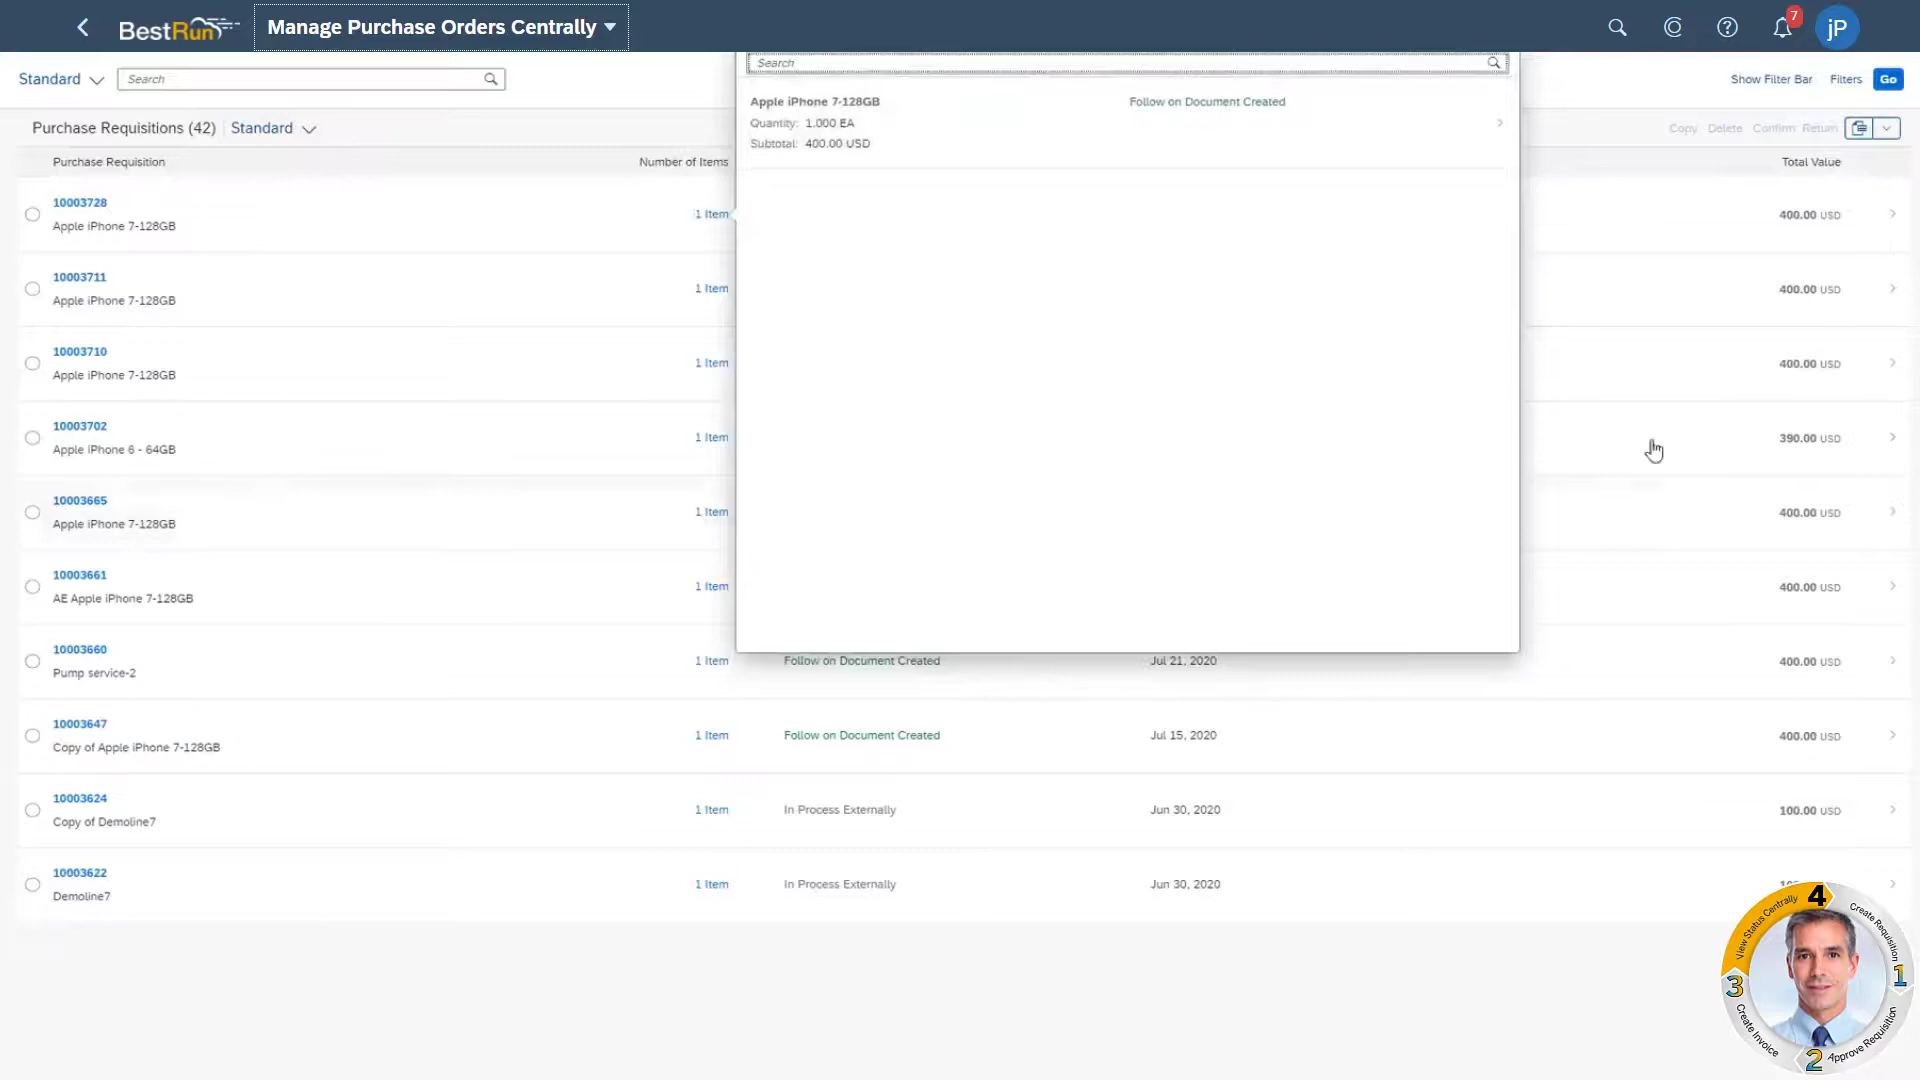 BestRun
Manage Purchase Orders Centrally
7
jP
Standard
Search
Search
Show Filter Bar
Filters
Go
Apple iPhone 7-128GB
Follow on Document Created
Quantity: 1.000 EA
Subtotal: 400.00 USD
Purchase Requisitions (42)
Standard
Copy
Delete
Confirm
Return
Purchase Requisition
Number of Items
Total Value
10003728
Apple iPhone 7-128GB
1 Item
400.00 USD
10003711
Apple iPhone 7-128GB
1 Item
400.00 USD
10003710
Apple iPhone 7-128GB
1 Item
400.00 USD
10003702
Apple iPhone 6 - 64GB
1 Item
390.00 USD
10003665
Apple iPhone 7-128GB
1 Item
400.00 USD
10003661
AE Apple iPhone 7-128GB
1 Item
400.00 USD
10003660
Pump service-2
1 Item
Follow on Document Created
Jul 21, 2020
400.00 USD
10003647
Copy of Apple iPhone 7-128GB
1 Item
Follow on Document Created
Jul 15, 2020
400.00 USD
10003624
Copy of Demoline7
1 Item
In Process Externally
Jun 30, 2020
100.00 USD
10003622
Demoline7
1 Item
In Process Externally
Jun 30, 2020
4
View Status Centrally
Create Requisition
1
3
Create Invoice
2
Approve Requisition